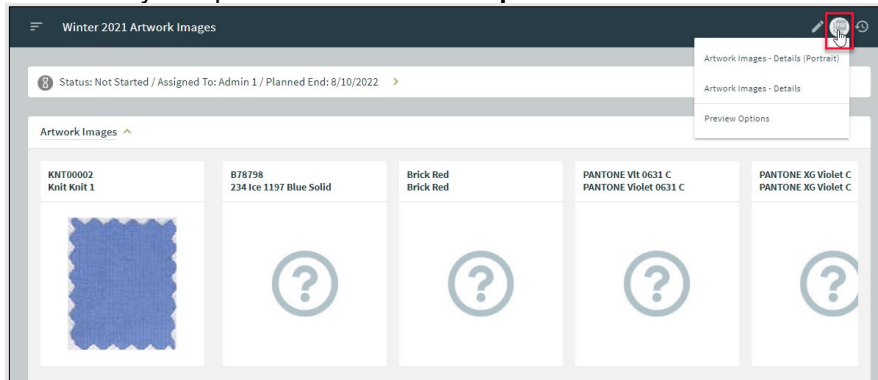 Winter 2021 Artwork Images
Artwork Images - Details (Portrait)
Artwork Images - Details
Preview Options
Status: Not Started / Assigned To: Admin 1 / Planned End: 8/10/2022
Artwork Images
KNT00002
Knit Knit 1
B78798
234 Ice 1197 Blue Solid
Brick Red
Brick Red
PANTONE Vlt 0631 C
PANTONE Violet 0631 C
PANTONE XG Violet C
PANTONE XG Violet C